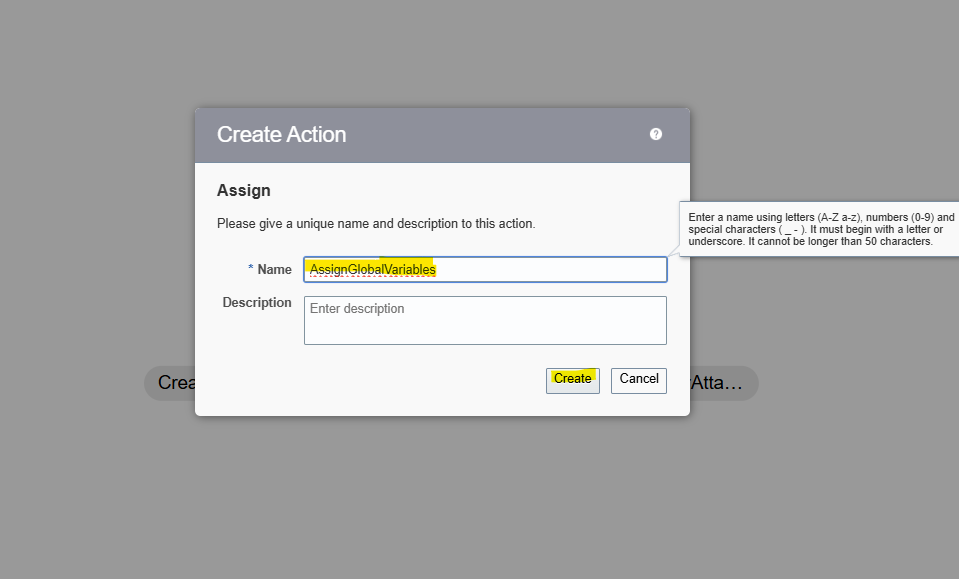 Create Action
?
Assign
Please give a unique name and description to this action.
Enter a name using letters (A-Z a-z), numbers (0-9) and
special characters ( _ - ). It must begin with a letter or
underscore. It cannot be longer than 50 characters.
* Name AssignGlobalVariables
Description Enter description
Create Cancel
Crea
Atta…